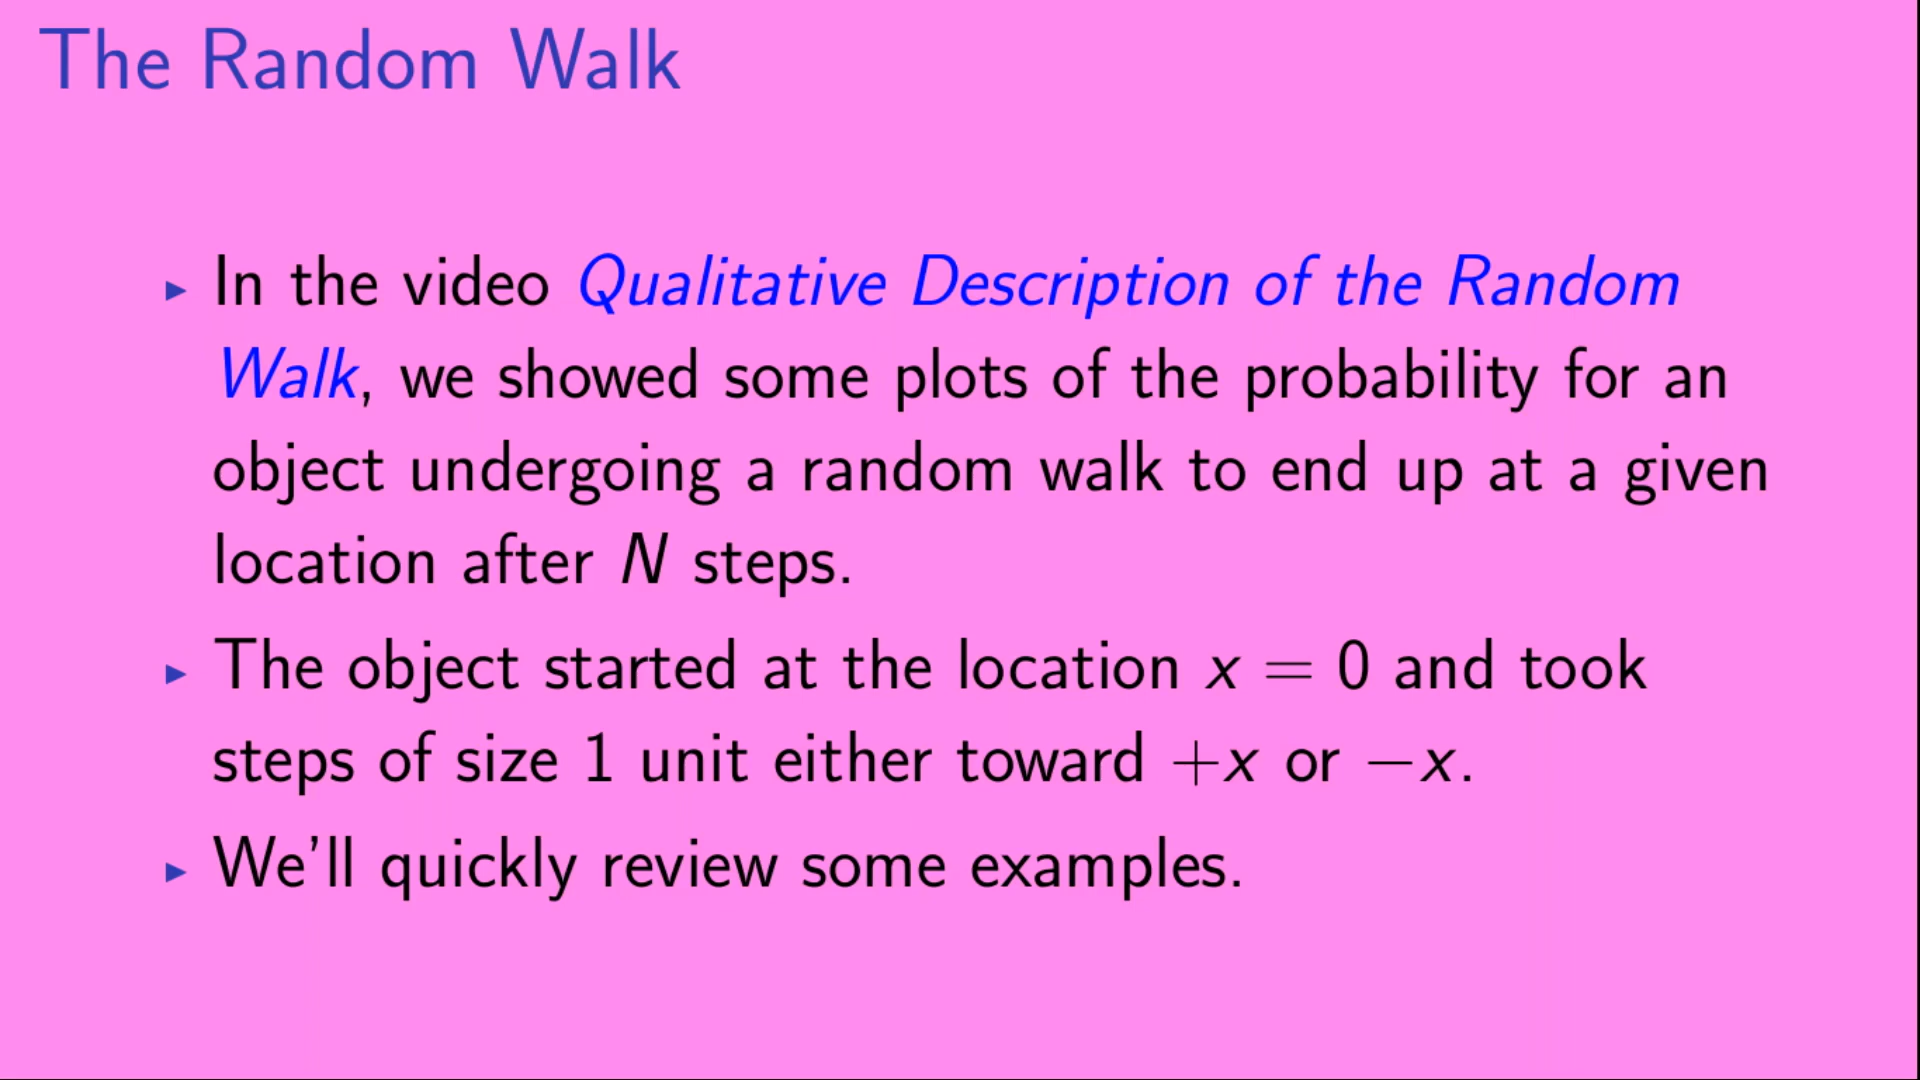 The Random Walk
▸ In the video Qualitative Description of the Random
Walk, we showed some plots of the probability for an
object undergoing a random walk to end up at a given
location after N steps.
▸ The object started at the location x = 0 and took
steps of size 1 unit either toward +x or −x.
▸ We'll quickly review some examples.